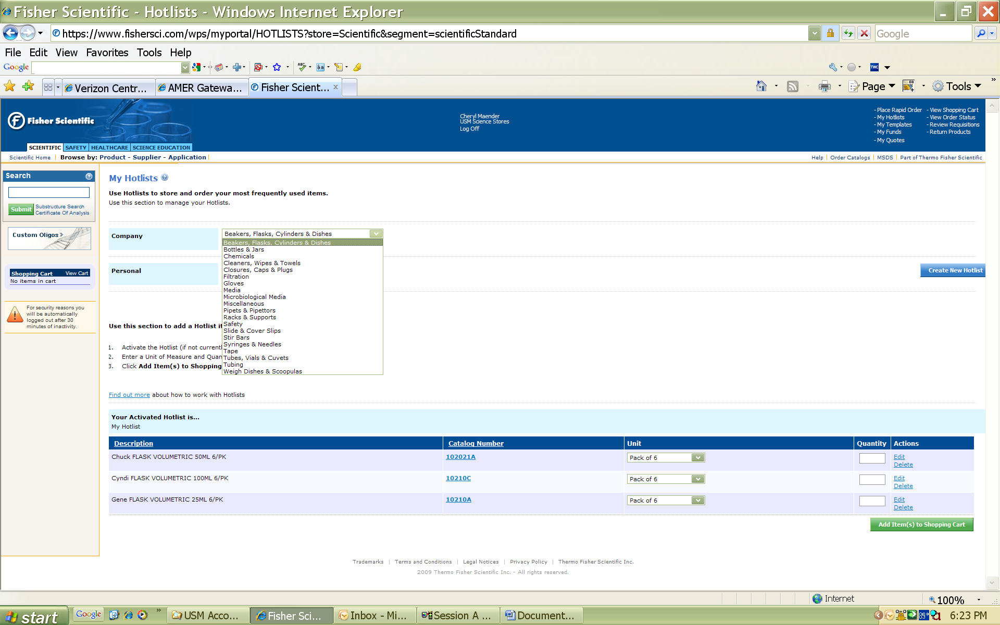 Fisher Scientific - Hotlists - Windows Internet Explorer
https://www.fishersci.com/wps/myportal/HOTLISTS?store=Scientific&segment=scientificStandard
Google
File Edit View Favorites Tools Help
Google
Verizon Centr... AMER Gatewa... Fisher Scient... x
Page Tools
Fisher Scientific
Cheryl Maender
USM Science Stores
Log Off
- Place Rapid Order - View Shopping Cart
- My Hotlists - View Order Status
- My Templates - Review Requisitions
- My Funds - Return Products
- My Quotes
SCIENTIFIC SAFETY HEALTHCARE SCIENCE EDUCATION
Scientific Home | Browse by: Product - Supplier - Application |
Help | Order Catalogs | MSDS | Part of Thermo Fisher Scientific
Search
Submit
Substructure Search
Certificate Of Analysis
Custom Oligos
Shopping Cart View Cart
No items in cart
For security reasons you
will be automatically
logged out after 30
minutes of inactivity.
My Hotlists
Use Hotlists to store and order your most frequently used items.
Use this section to manage your Hotlists.
Company
Beakers, Flasks, Cylinders & Dishes
Beakers, Flasks, Cylinders & Dishes
Bottles & Jars
Chemicals
Cleaners, Wipes & Towels
Closures, Caps & Plugs
Filtration
Gloves
Media
Microbiological Media
Miscellaneous
Pipets & Pipettors
Racks & Supports
Safety
Slide & Cover Slips
Stir Bars
Syringes & Needles
Tape
Tubes, Vials & Cuvets
Tubing
Weigh Dishes & Scoopulas
Personal
Create New Hotlist
Use this section to add a Hotlist it
1. Activate the Hotlist (if not currentl
2. Enter a Unit of Measure and Quan
3. Click Add Item(s) to Shopping
Find out more about how to work with Hotlists
Your Activated Hotlist is...
My Hotlist
Description Catalog Number Unit Quantity Actions
Chuck FLASK VOLUMETRIC 50ML 6/PK 102021A Pack of 6 Edit
Delete
Cyndi FLASK VOLUMETRIC 100ML 6/PK 10210C Pack of 6 Edit
Delete
Gene FLASK VOLUMETRIC 25ML 6/PK 10210A Pack of 6 Edit
Delete
Add Item(s) to Shopping Cart
Trademarks | Terms and Conditions | Legal Notices | Privacy Policy | Thermo Fisher Scientific Inc.
2009 Thermo Fisher Scientific Inc. - All rights reserved.
Internet 100%
start Google USM Acco... Fisher Sci... Inbox - Mi... Session A ... Document... 89° 6:23 PM